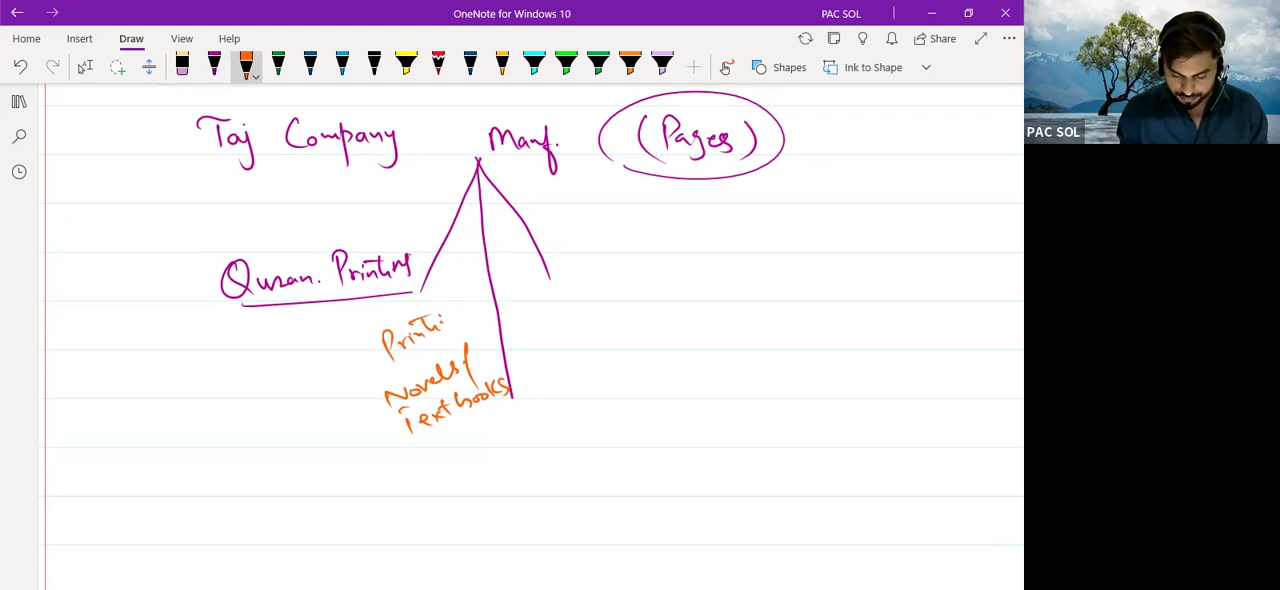 OneNote for Windows 10
PAC SOL
Home Insert Draw View Help
Share
Shapes
Ink to Shape
PAC SOL
Taj Company Manf. (Pages)
Quran. Printing
Printi:
Novels/
Textbooks